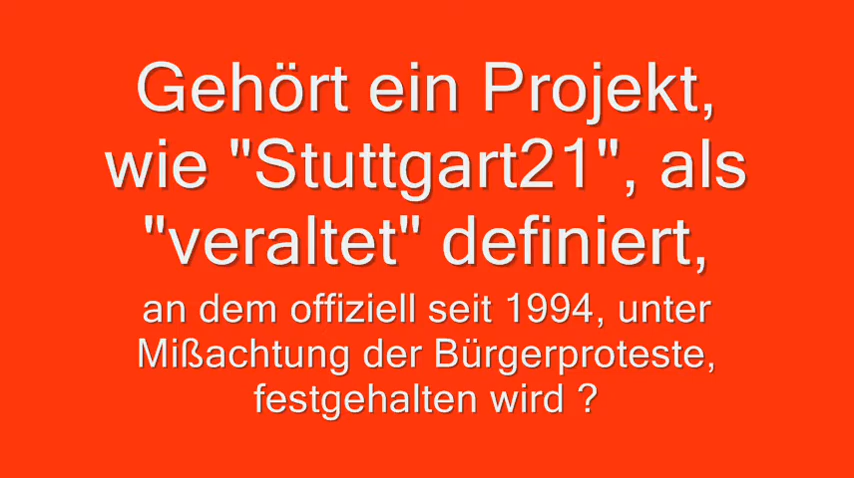 Gehört ein Projekt,
wie "Stuttgart21", als
"veraltet" definiert,
an dem offiziell seit 1994, unter
Mißachtung der Bürgerproteste,
festgehalten wird ?